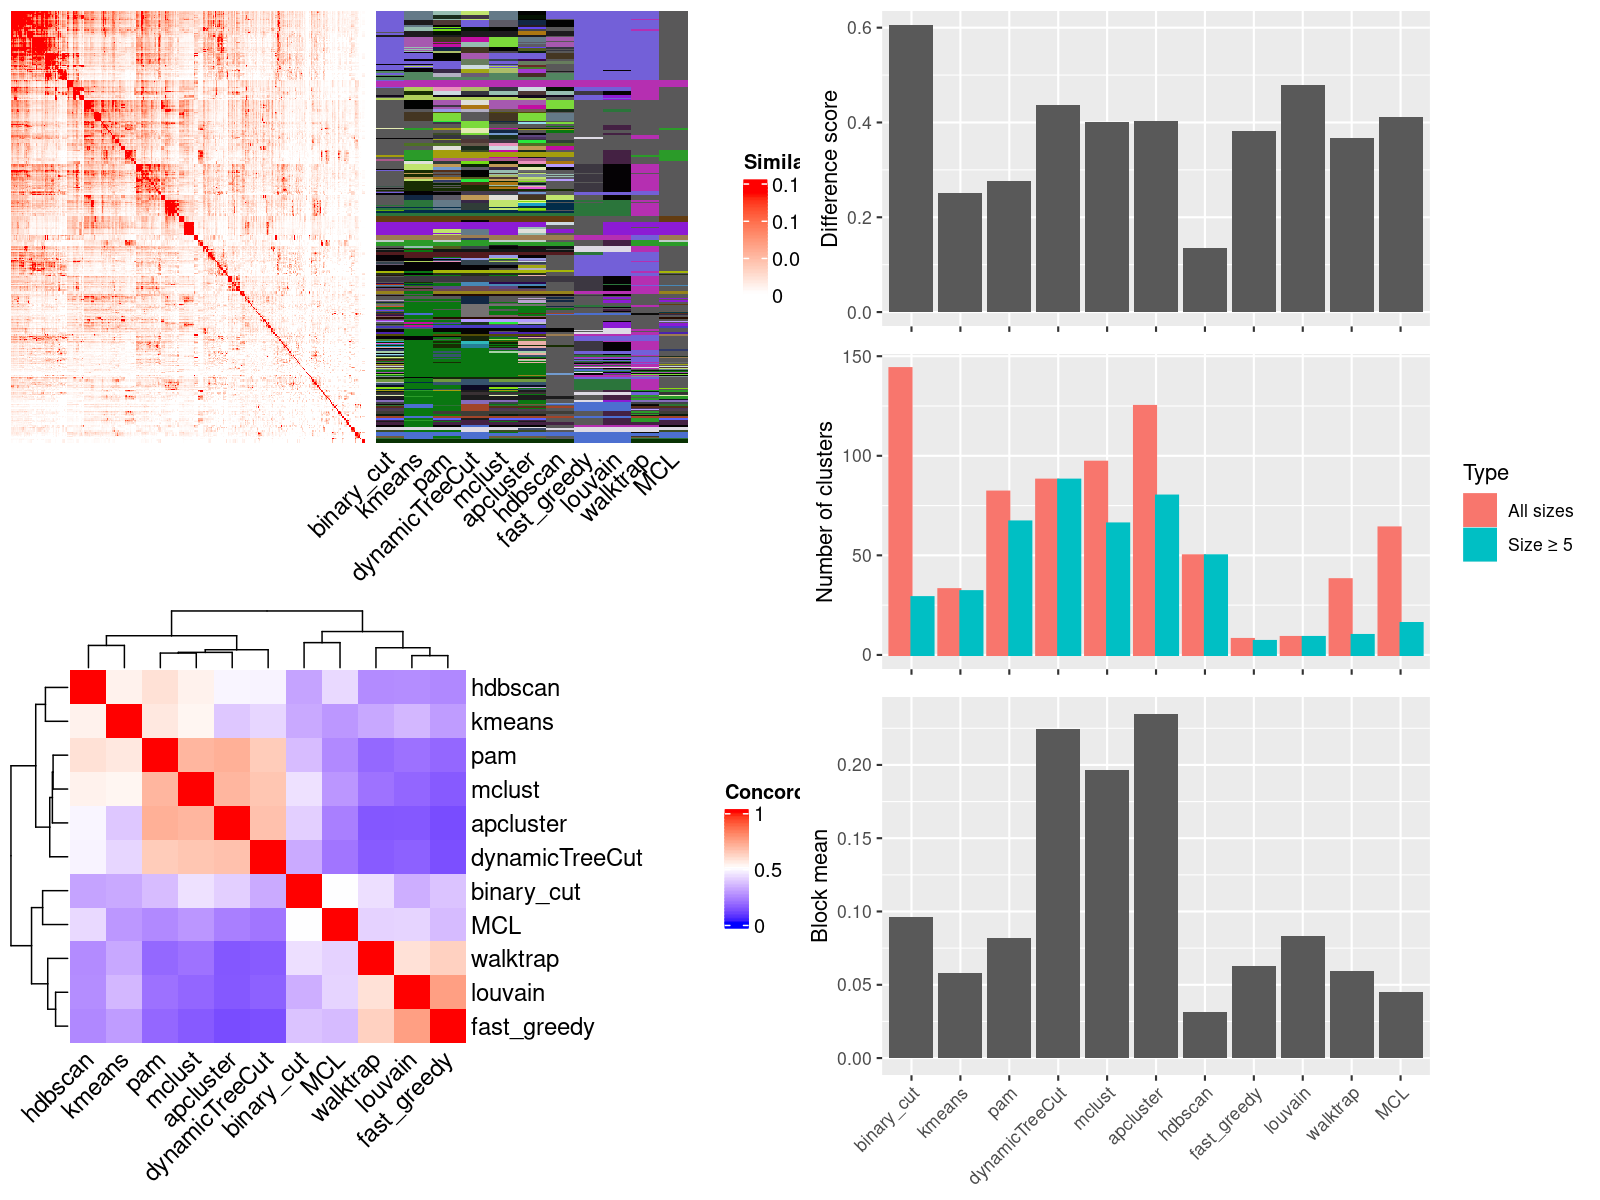 Simila
0.1
0.1
0.0
0
binary_cut
kmeans
pam
dynamicTreeCut
mclust
apcluster
hdbscan
fast_greedy
louvain
walktrap
MCL
hdbscan
kmeans
pam
mclust
apcluster
dynamicTreeCut
binary_cut
MCL
walktrap
louvain
fast_greedy
hdbscan
kmeans
pam
mclust
apcluster
dynamicTreeCut
binary_cut
MCL
walktrap
louvain
fast_greedy
Concord
1
0.5
0
Difference score
0.6
0.4
0.2
0.0
Number of clusters
150
100
50
0
Type
All sizes
Size ≥ 5
Block mean
0.20
0.15
0.10
0.05
0.00
binary_cut
kmeans
pam
dynamicTreeCut
mclust
apcluster
hdbscan
fast_greedy
louvain
walktrap
MCL